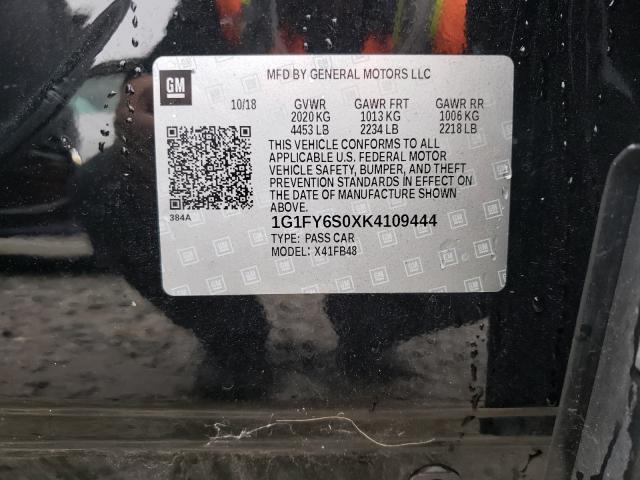 GM
MFD BY GENERAL MOTORS LLC
10/18 GVWR GAWR FRT GAWR RR
2020 KG 1013 KG 1006 KG
4453 LB 2234 LB 2218 LB
THIS VEHICLE CONFORMS TO ALL
APPLICABLE U.S. FEDERAL MOTOR
VEHICLE SAFETY, BUMPER, AND THEFT
PREVENTION STANDARDS IN EFFECT ON
THE DATE OF MANUFACTURE SHOWN
ABOVE.
384A
1G1FY6S0XK4109444
TYPE: PASS CAR
MODEL: X41FB48